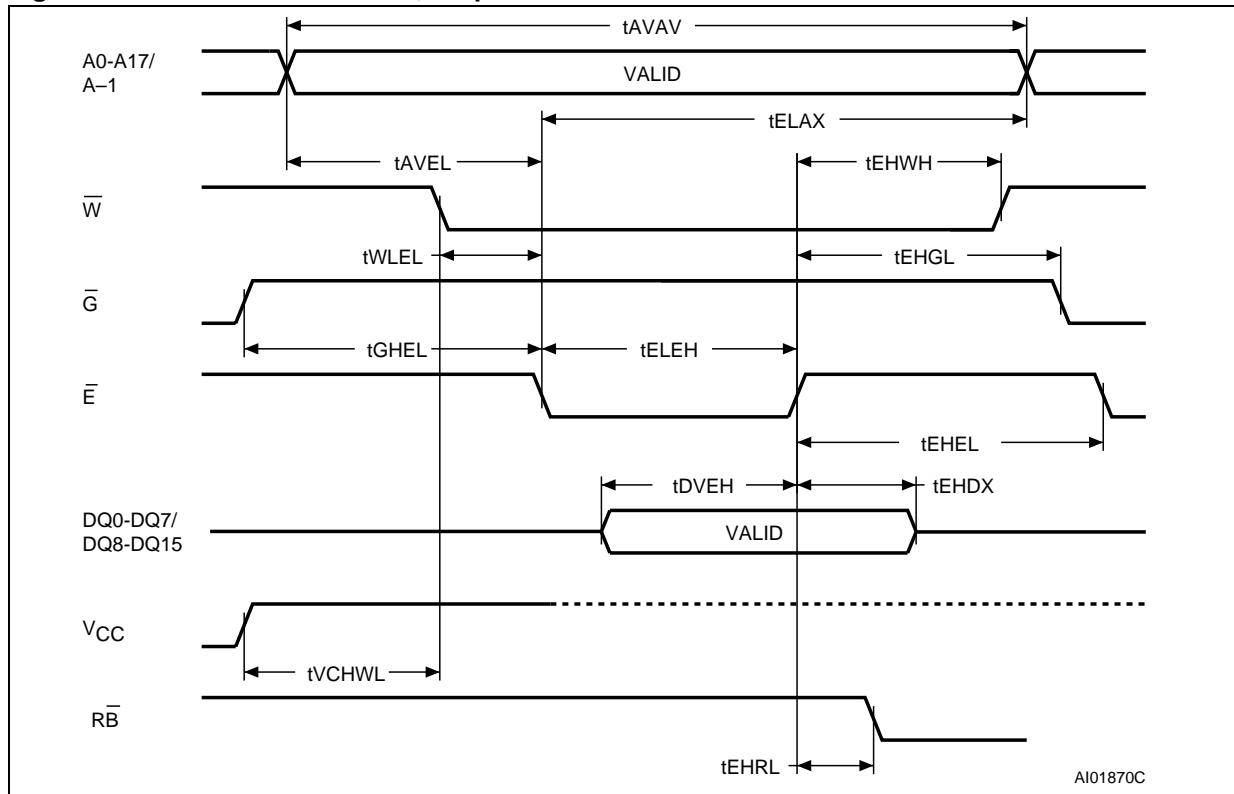 tAVAV
A0-A17/
A–1
VALID
tELAX
tAVEL
tEHWH
W̅
tWLEL
tEHGL
G̅
tGHEL
tELEH
E̅
tEHEL
tDVEH
tEHDX
DQ0-DQ7/
DQ8-DQ15
VALID
VCC
tVCHWL
RB̅
tEHRL
AI01870C